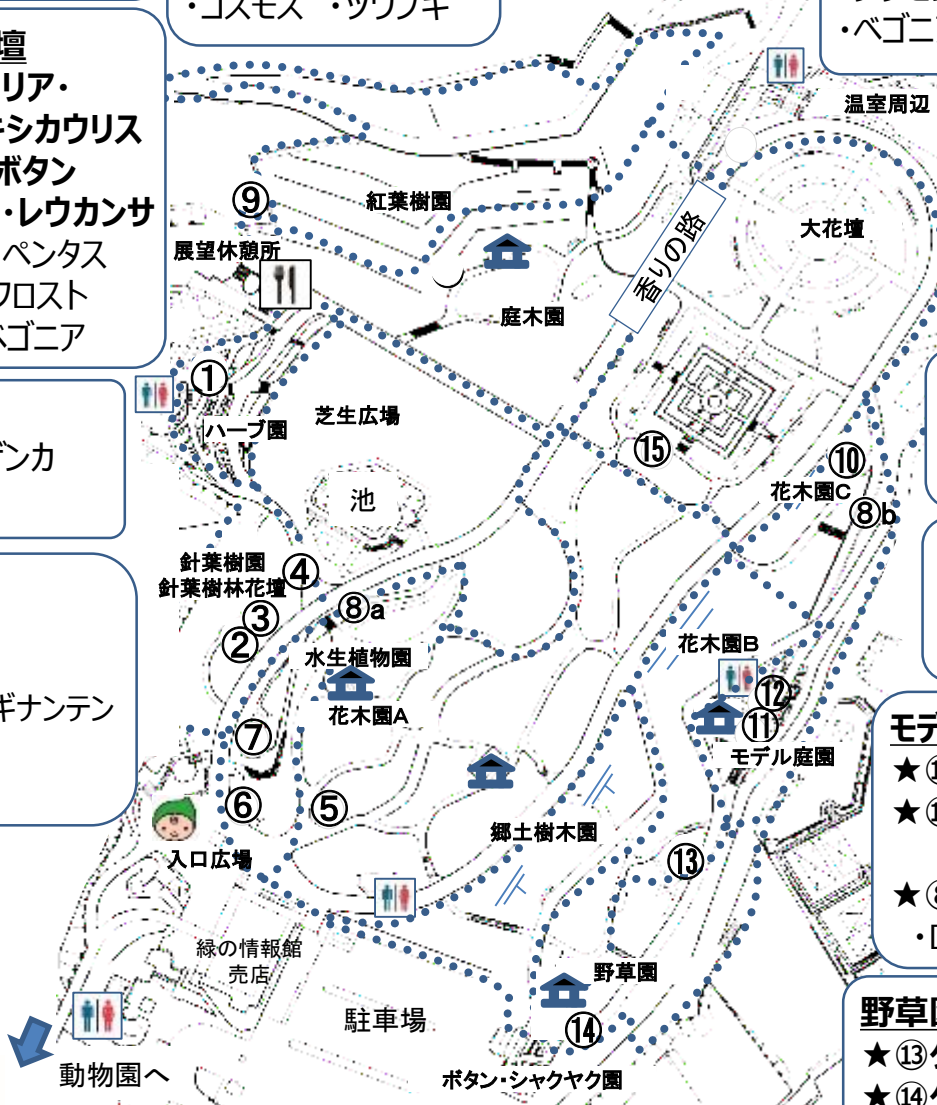 ・コスモス ・ツワブキ
・ベゴニ
壇
リア・
キシカウリス
ボタン
・レウカンサ
ペンタス
フロスト
ベゴニア
温室周辺
大花壇
香りの路
⑨
紅葉樹園
展望休憩所
庭木園
①
ハーブ園
芝生広場
池
⑮
⑩
花木園C
⑧b
デンカ
針葉樹園
針葉樹林花壇
④
③
②
⑧a
水生植物園
花木園A
花木園B
⑫
⑪
モデル庭園
ギナンテン
⑦
⑥
⑤
入口広場
郷土樹木園
⑬
緑の情報館
売店
駐車場
野草園
⑭
ボタン・シャクヤク園
動物園へ
モデ
★
★
★⑧
野草園
★⑬
★⑭